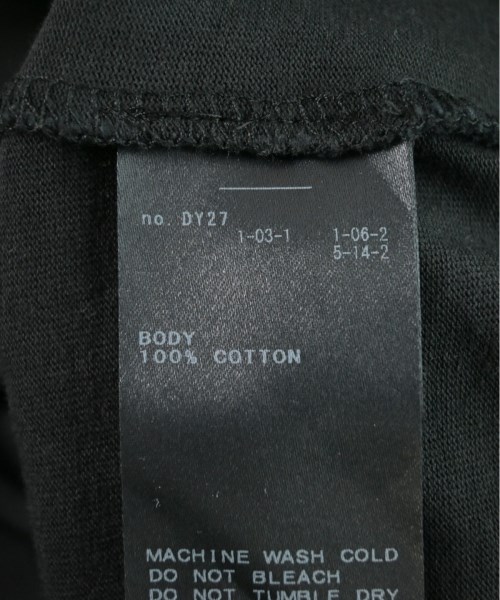 no. DY27
1-03-1 1-06-2
5-14-2
BODY
100% COTTON
MACHINE WASH COLD
DO NOT BLEACH
DO NOT TUMBLE DRY